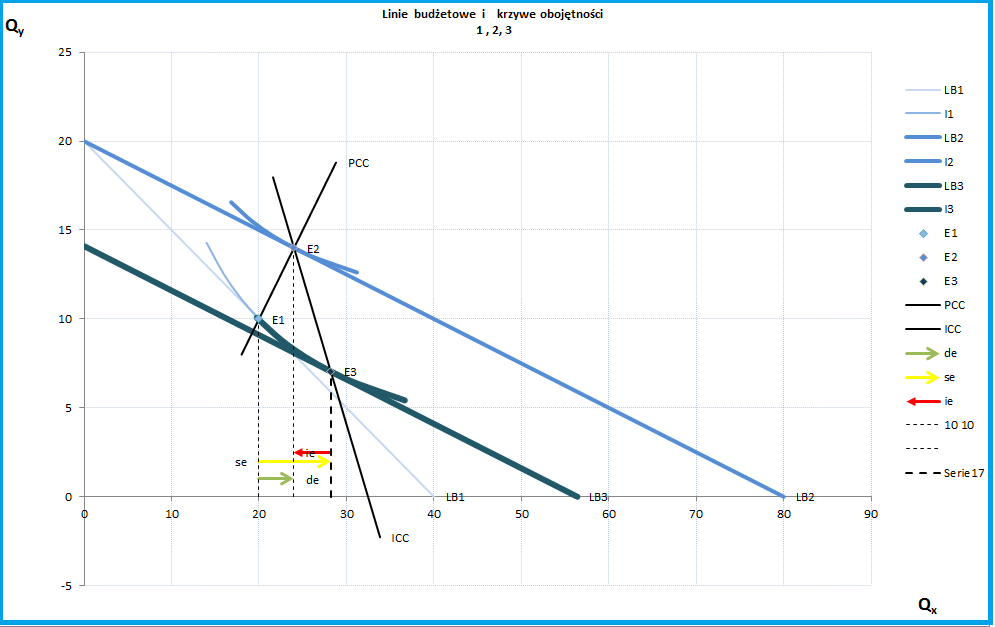 Linie budżetowe i krzywe obojętności
1 , 2, 3
Qy
25
20
15
10
5
0
-5
0
10
20
30
40
50
60
70
80
90
Qx
PCC
E2
E1
E3
ie
se
de
LB1
LB3
LB2
ICC
LB1
I1
LB2
I2
LB3
I3
E1
E2
E3
PCC
ICC
de
se
ie
10 10
Serie17